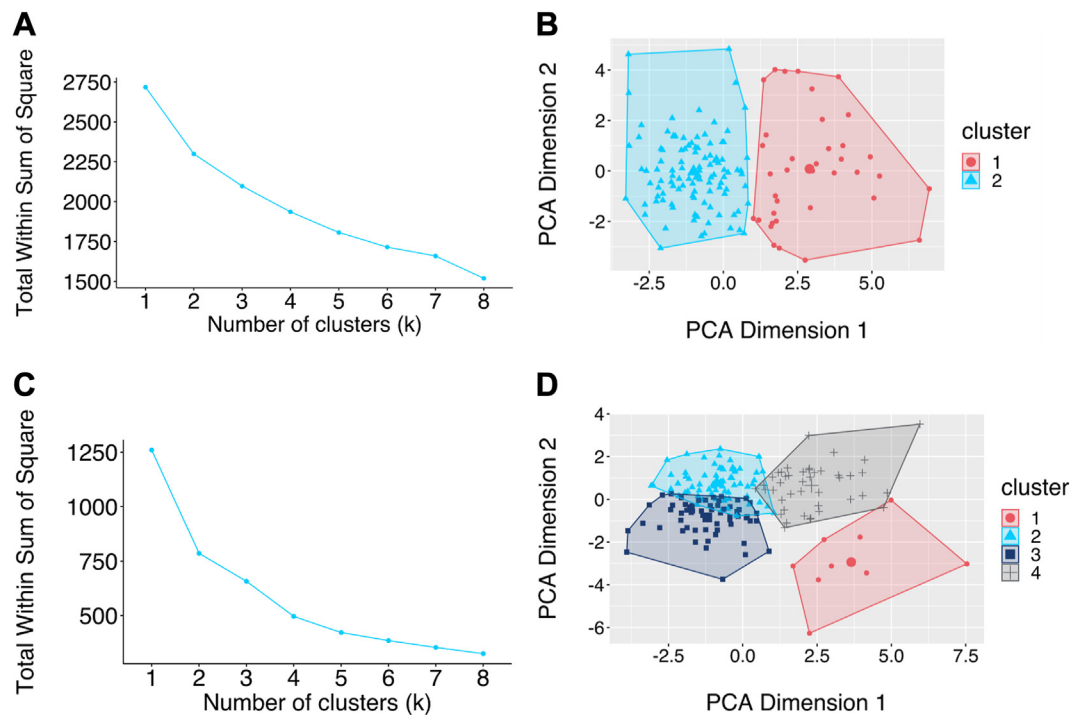 A
Total Within Sum of Square
2750
2500
2250
2000
1750
1500
1 2 3 4 5 6 7 8
Number of clusters (k)
B
PCA Dimension 2
4
2
0
-2
-2.5 0.0 2.5 5.0
PCA Dimension 1
cluster
1
2
C
Total Within Sum of Square
1250
1000
750
500
1 2 3 4 5 6 7 8
Number of clusters (k)
D
PCA Dimension 2
4
2
0
-2
-4
-6
-2.5 0.0 2.5 5.0 7.5
PCA Dimension 1
cluster
1
2
3
4